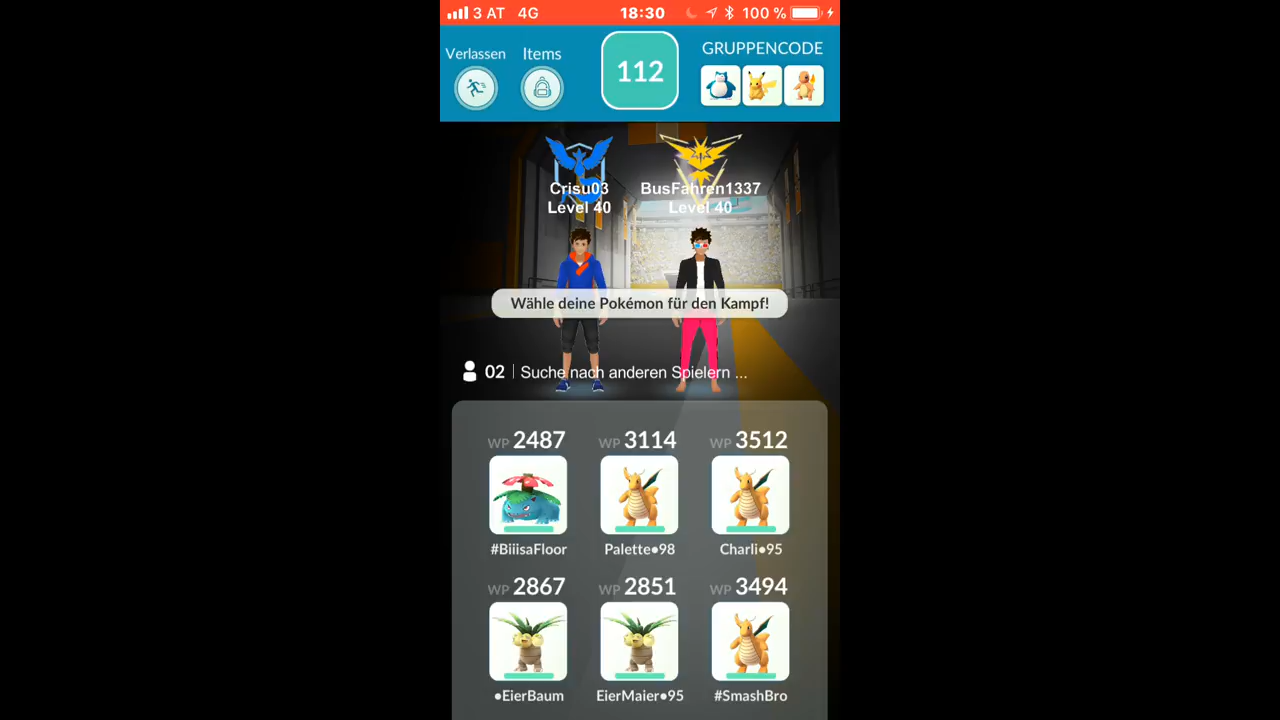 3 AT 4G 18:30 100 %
Verlassen Items 112 GRUPPENCODE
Crisu03 BusFahren1337
Level 40 Level 40
Wähle deine Pokémon für den Kampf!
02 | Suche nach anderen Spielern ...
WP 2487 WP 3114 WP 3512
#BiiisaFloor Palette•98 Charli•95
WP 2867 WP 2851 WP 3494
•EierBaum EierMaier•95 #SmashBro